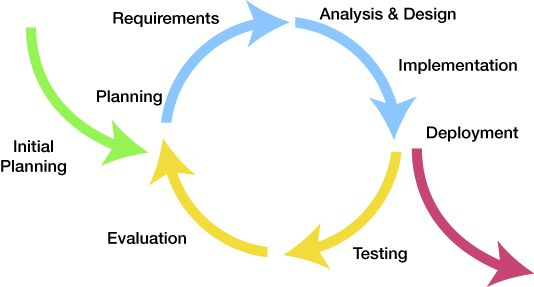 Requirements
Analysis & Design
Implementation
Planning
Deployment
Initial
Planning
Evaluation
Testing